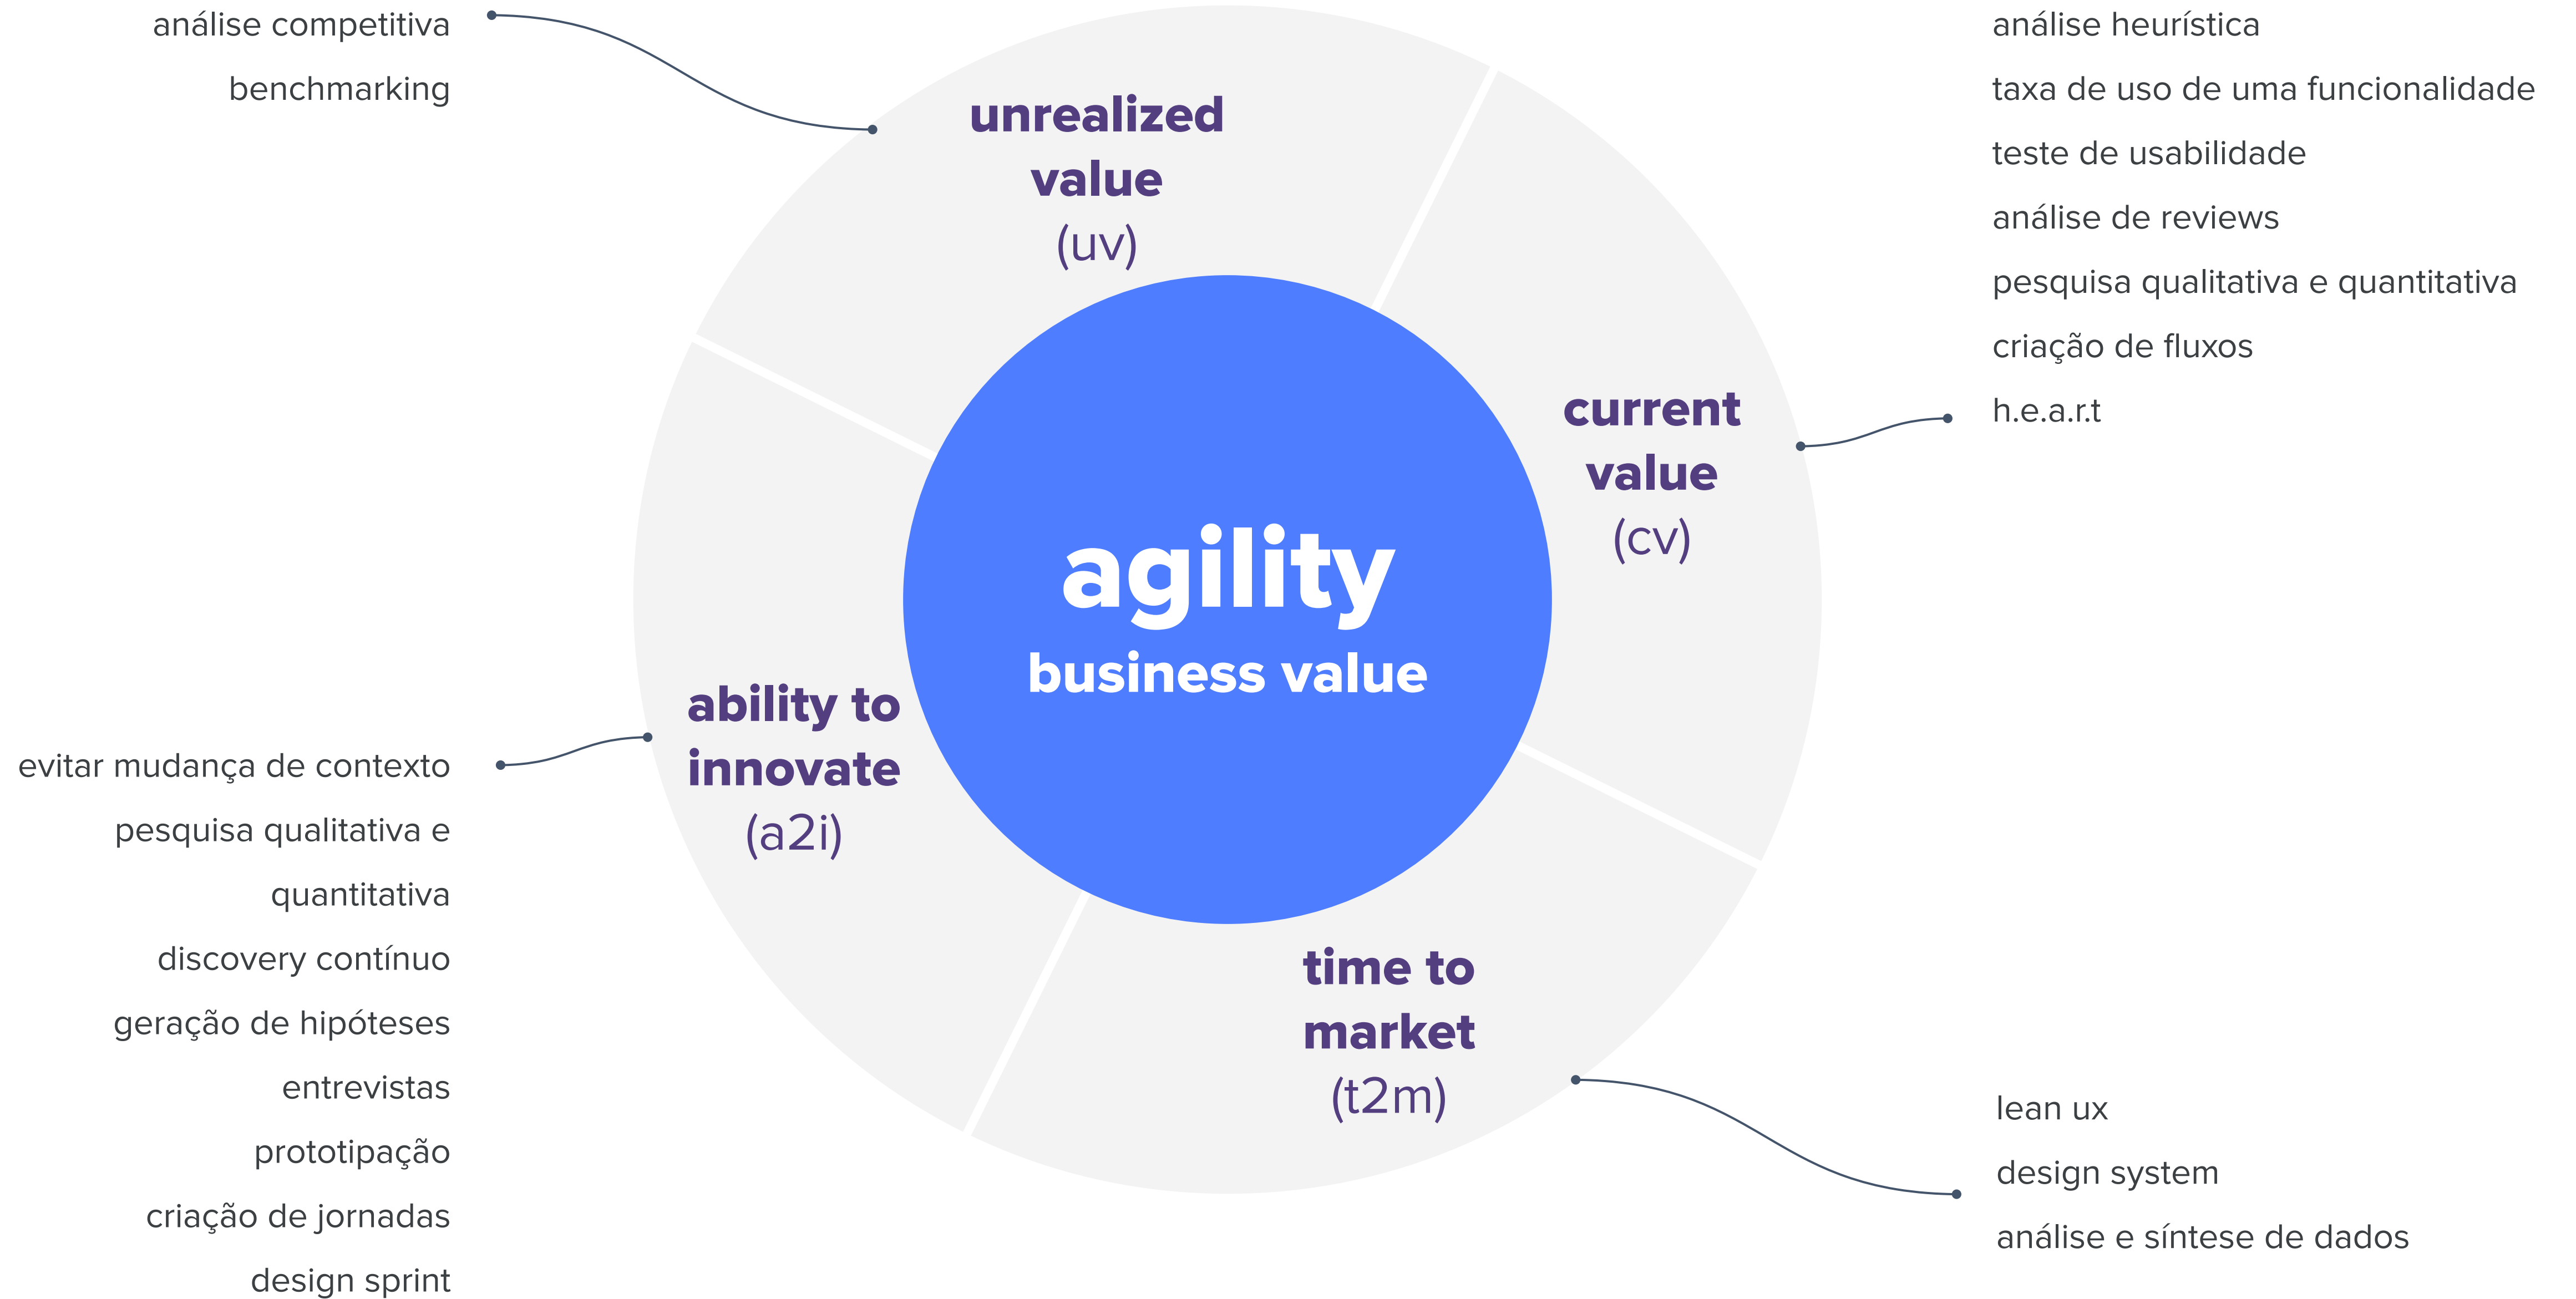 análise competitiva
benchmarking
unrealized
value
(uv)
análise heurística
taxa de uso de uma funcionalidade
teste de usabilidade
análise de reviews
pesquisa qualitativa e quantitativa
criação de fluxos
h.e.a.r.t
current
value
(cv)
agility
business value
ability to
innovate
(a2i)
evitar mudança de contexto
pesquisa qualitativa e
quantitativa
discovery contínuo
geração de hipóteses
entrevistas
prototipação
criação de jornadas
design sprint
time to
market
(t2m)
lean ux
design system
análise e síntese de dados